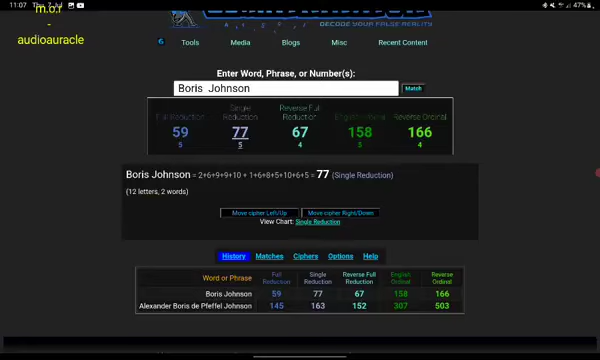 11:07 Thu, 7 Jul
47%
m.o.r
-
audioauracle
DECODE YOUR FALSE REALITY
Tools Media Blogs Misc Recent Content
Enter Word, Phrase, or Number(s):
Boris Johnson Match
Full Reduction Single Reduction Reverse Full Reduction English Ordinal Reverse Ordinal
59 77 67 158 166
5 5 4 5 4
Boris Johnson = 2+6+9+9+10 + 1+6+8+5+10+6+5 = 77 (Single Reduction)
(12 letters, 2 words)
Move cipher Left/Up Move cipher Right/Down
View Chart: Single Reduction
History Matches Ciphers Options Help
Word or Phrase Full Reduction Single Reduction Reverse Full Reduction English Ordinal Reverse Ordinal
Boris Johnson 59 77 67 158 166
Alexander Boris de Pfeffel Johnson 145 163 152 307 503